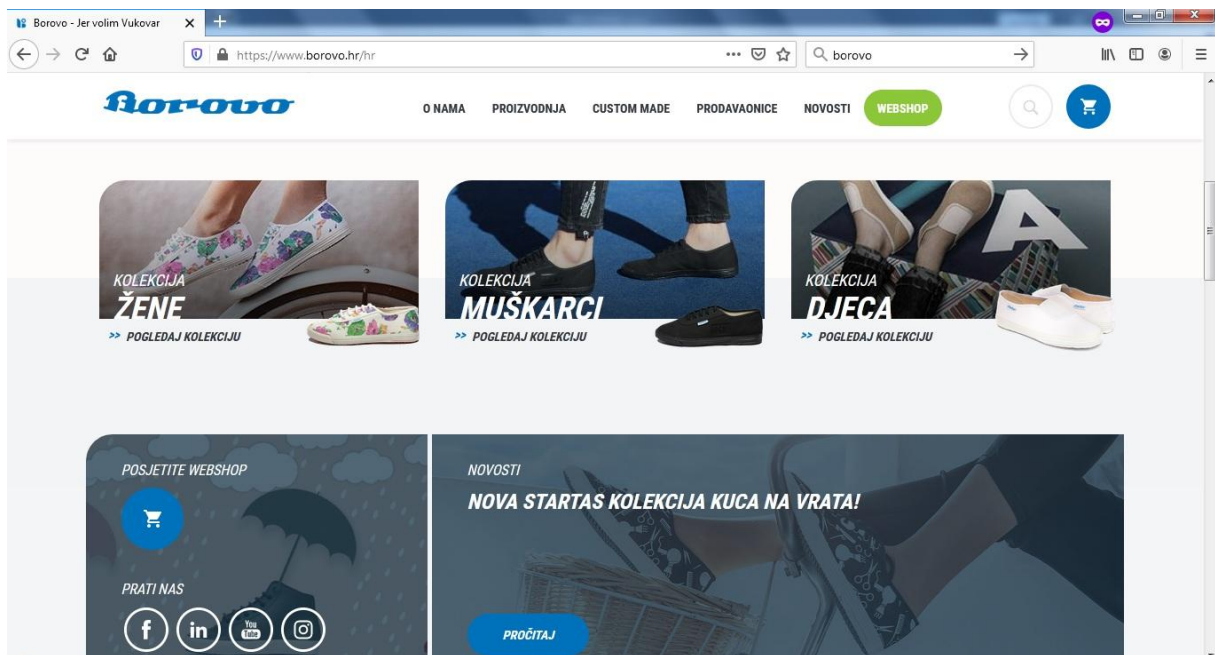 Borovo - Jer volim Vukovar
https://www.borovo.hr/hr
borovo
Borovo
O NAMA PROIZVODNJA CUSTOM MADE PRODAVAONICE NOVOSTI WEBSHOP
KOLEKCIJA
ŽENE
>> POGLEDAJ KOLEKCIJU
KOLEKCIJA
MUŠKARCI
>> POGLEDAJ KOLEKCIJU
KOLEKCIJA
DJECA
>> POGLEDAJ KOLEKCIJU
A
POSJETITE WEBSHOP
PRATI NAS
f in You Tube
NOVOSTI
NOVA STARTAS KOLEKCIJA KUCA NA VRATA!
PROČITAJ